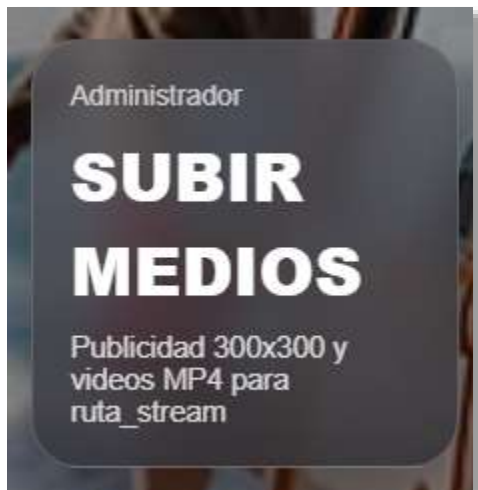 Administrador
SUBIR
MEDIOS
Publicidad 300x300 y
videos MP4 para
ruta_stream